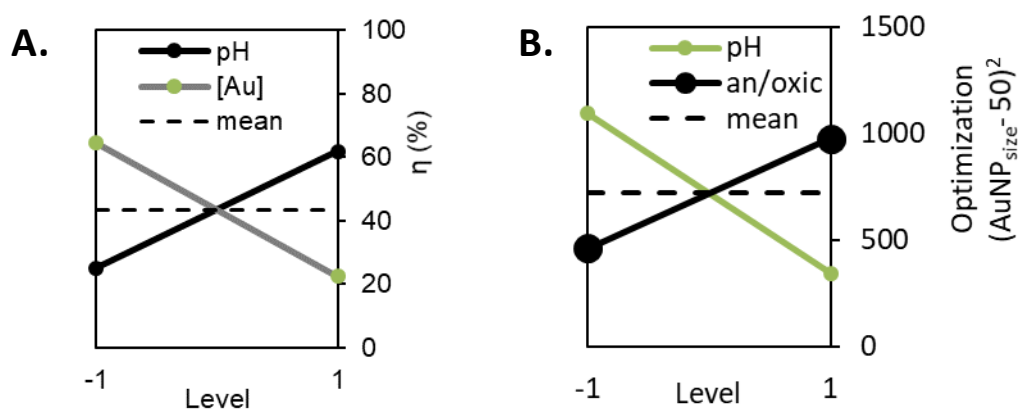 A.
pH
[Au]
mean
100
80
60
40
20
0
η (%)
-1
1
Level
B.
pH
an/oxic
mean
1500
1000
500
0
Optimization
(AuNPsize- 50)2
-1
1
Level